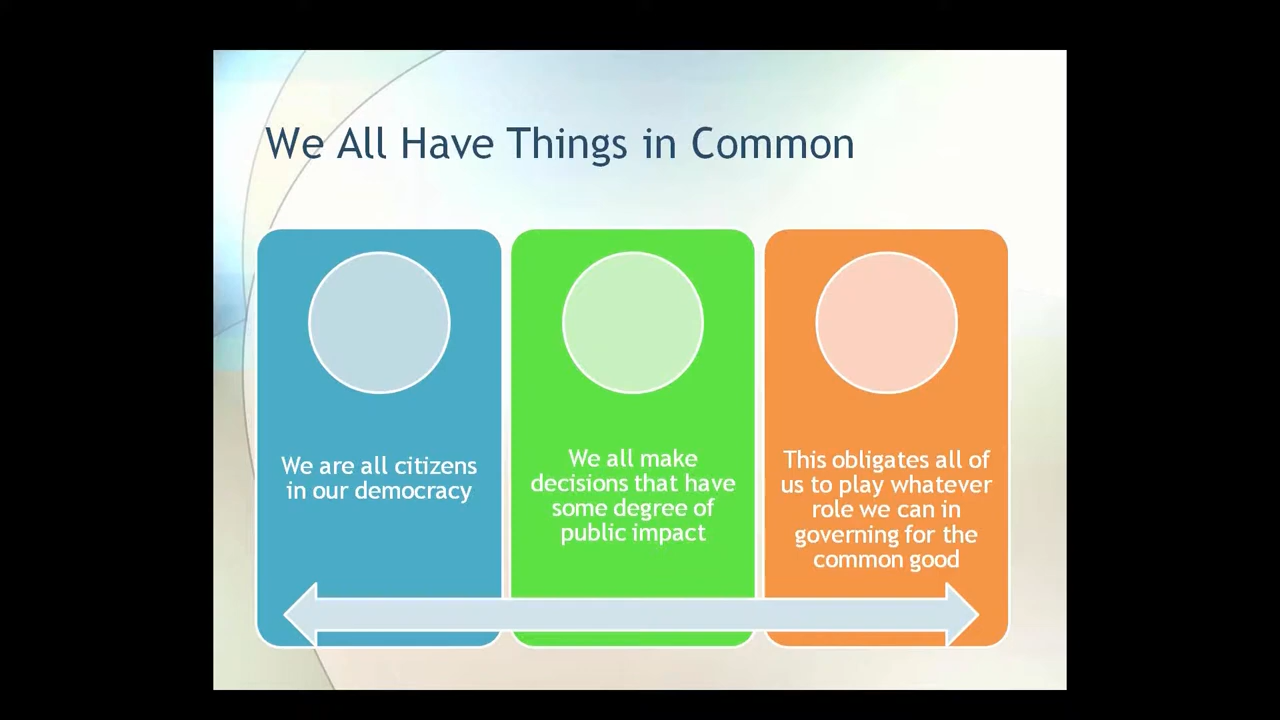 We All Have Things in Common
We are all citizens
in our democracy
We all make
decisions that have
some degree of
public impact
This obligates all of
us to play whatever
role we can in
governing for the
common good